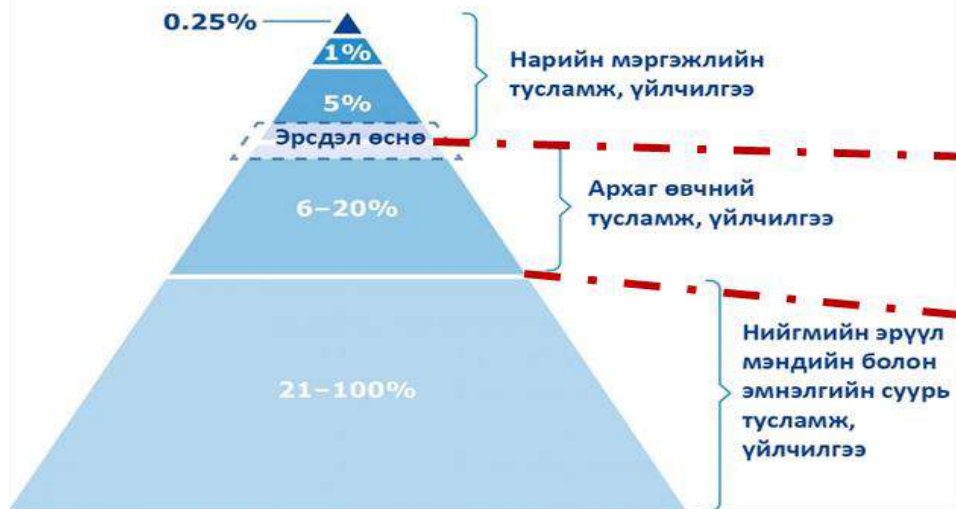 0.25%
1%
5%
Эрсдэл өснө
6–20%
21–100%
Нарийн мэргэжлийн
тусламж, үйлчилгээ
Архаг өвчний
тусламж, үйлчилгээ
Нийгмийн эрүүл
мэндийн болон
эмнэлгийн суурь
тусламж,
үйлчилгээ